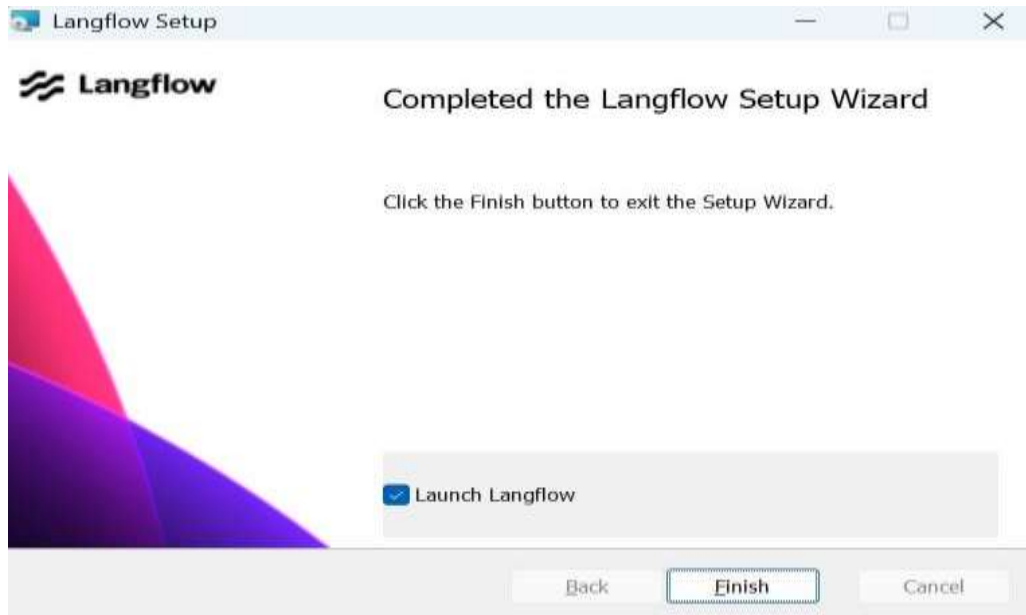 Langflow Setup
Langflow
Completed the Langflow Setup Wizard
Click the Finish button to exit the Setup Wizard.
Launch Langflow
Back Finish Cancel